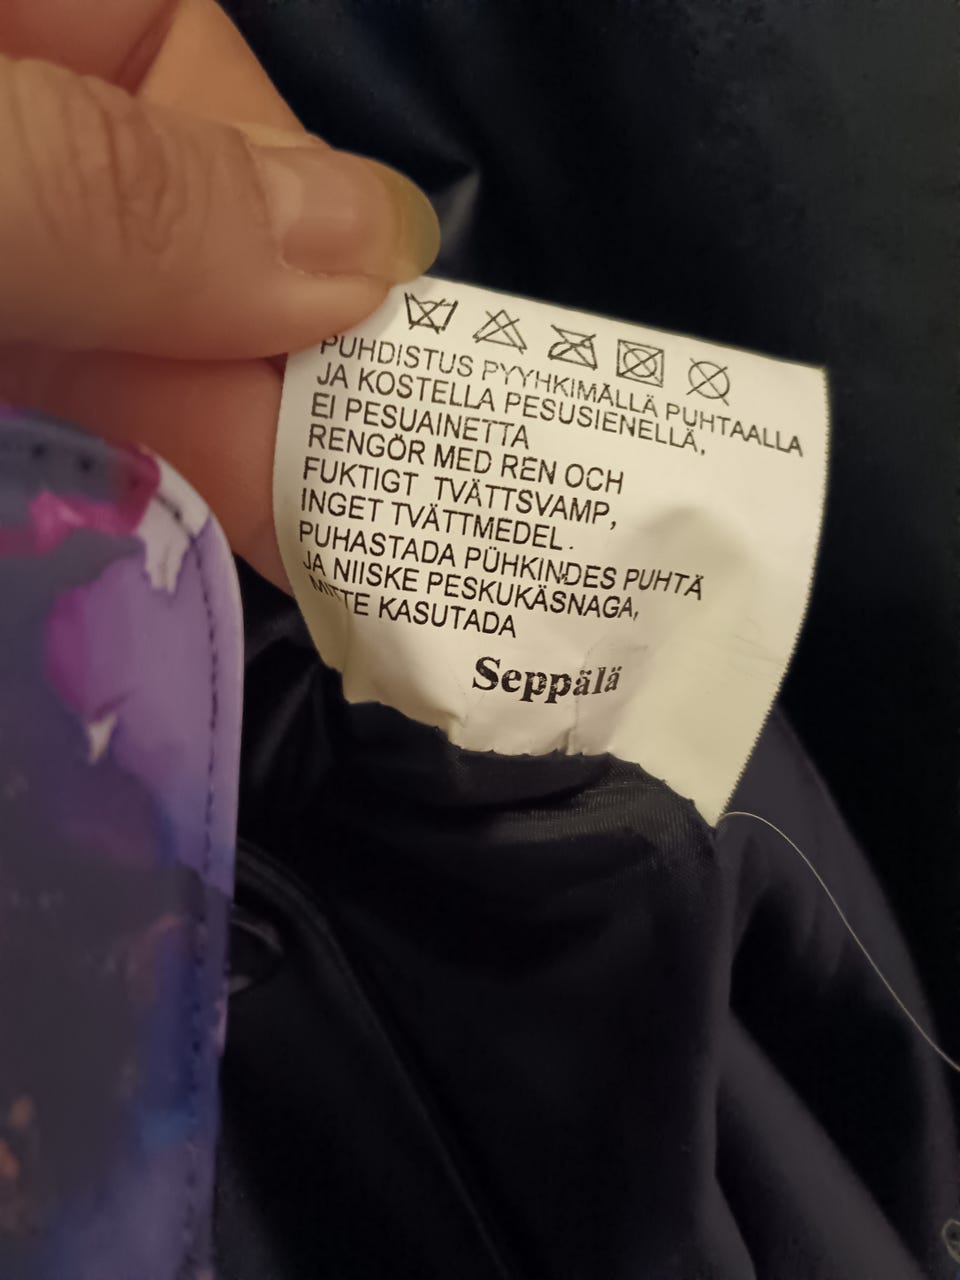 PUHDISTUS PYYHKIMÄLLÄ PUHTAALLA
JA KOSTELLA PESUSIENELLÄ,
EI PESUAINETTA
RENGÖR MED REN OCH
FUKTIGT TVÄTTSVAMP,
INGET TVÄTTMEDEL.
PUHASTADA PÜHKINDES PUHTA
JA NIISKE PESKUKÄSNAGA,
MITTE KASUTADA
Seppälä